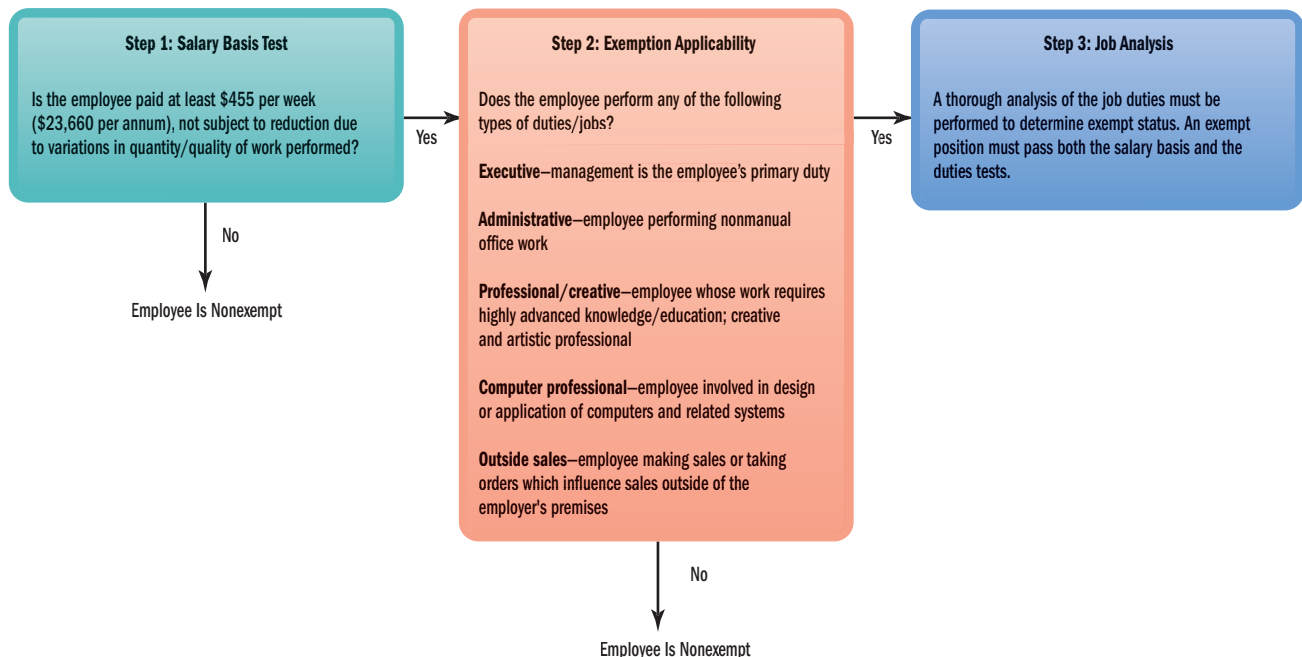 Step 1: Salary Basis Test
Is the employee paid at least $455 per week
($23,660 per annum), not subject to reduction due
to variations in quantity/quality of work performed?
Yes
No
Employee Is Nonexempt
Step 2: Exemption Applicability
Does the employee perform any of the following
types of duties/jobs?
Executive—management is the employee’s primary duty
Administrative—employee performing nonmanual
office work
Professional/creative—employee whose work requires
highly advanced knowledge/education; creative
and artistic professional
Computer professional—employee involved in design
or application of computers and related systems
Outside sales—employee making sales or taking
orders which influence sales outside of the
employer's premises
Yes
No
Employee Is Nonexempt
Step 3: Job Analysis
A thorough analysis of the job duties must be
performed to determine exempt status. An exempt
position must pass both the salary basis and the
duties tests.